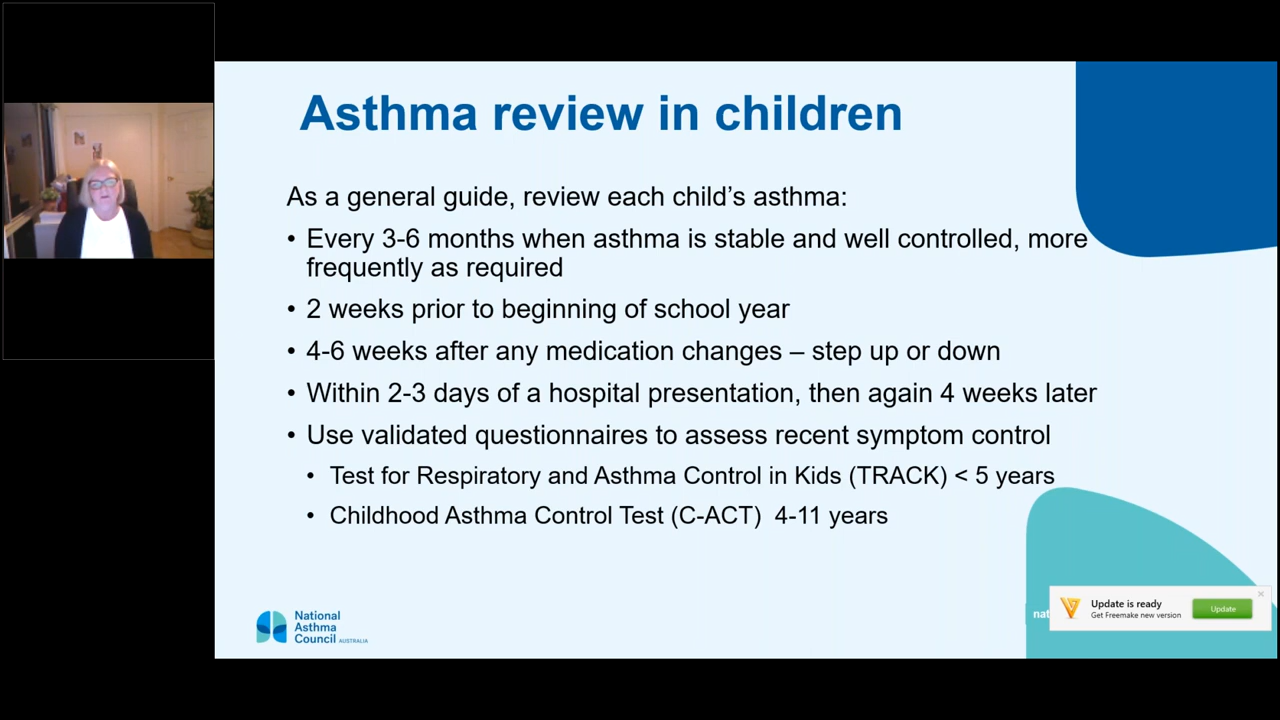 Asthma review in children
As a general guide, review each child’s asthma:
• Every 3-6 months when asthma is stable and well controlled, more
frequently as required
• 2 weeks prior to beginning of school year
• 4-6 weeks after any medication changes – step up or down
• Within 2-3 days of a hospital presentation, then again 4 weeks later
• Use validated questionnaires to assess recent symptom control
• Test for Respiratory and Asthma Control in Kids (TRACK) < 5 years
• Childhood Asthma Control Test (C-ACT) 4-11 years
National
Asthma
Council AUSTRALIA
nat
Update is ready
Get Freemake new version
Update